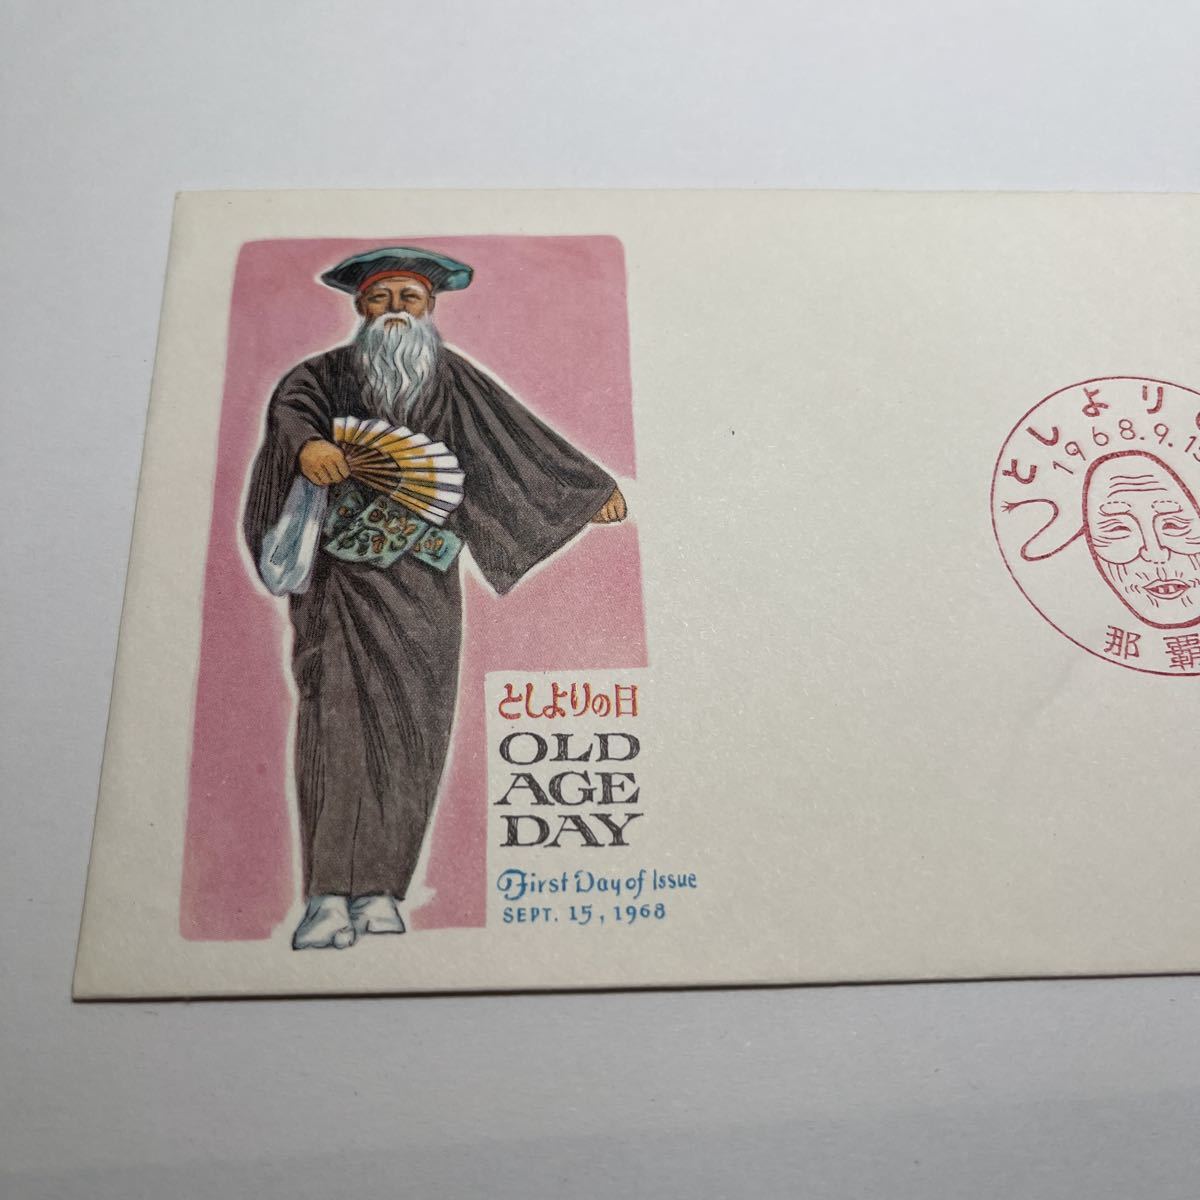 としより
1968.9.15
那覇
としよりの日
OLD
AGE
DAY
First Day of Issue
SEPT. 15, 1968